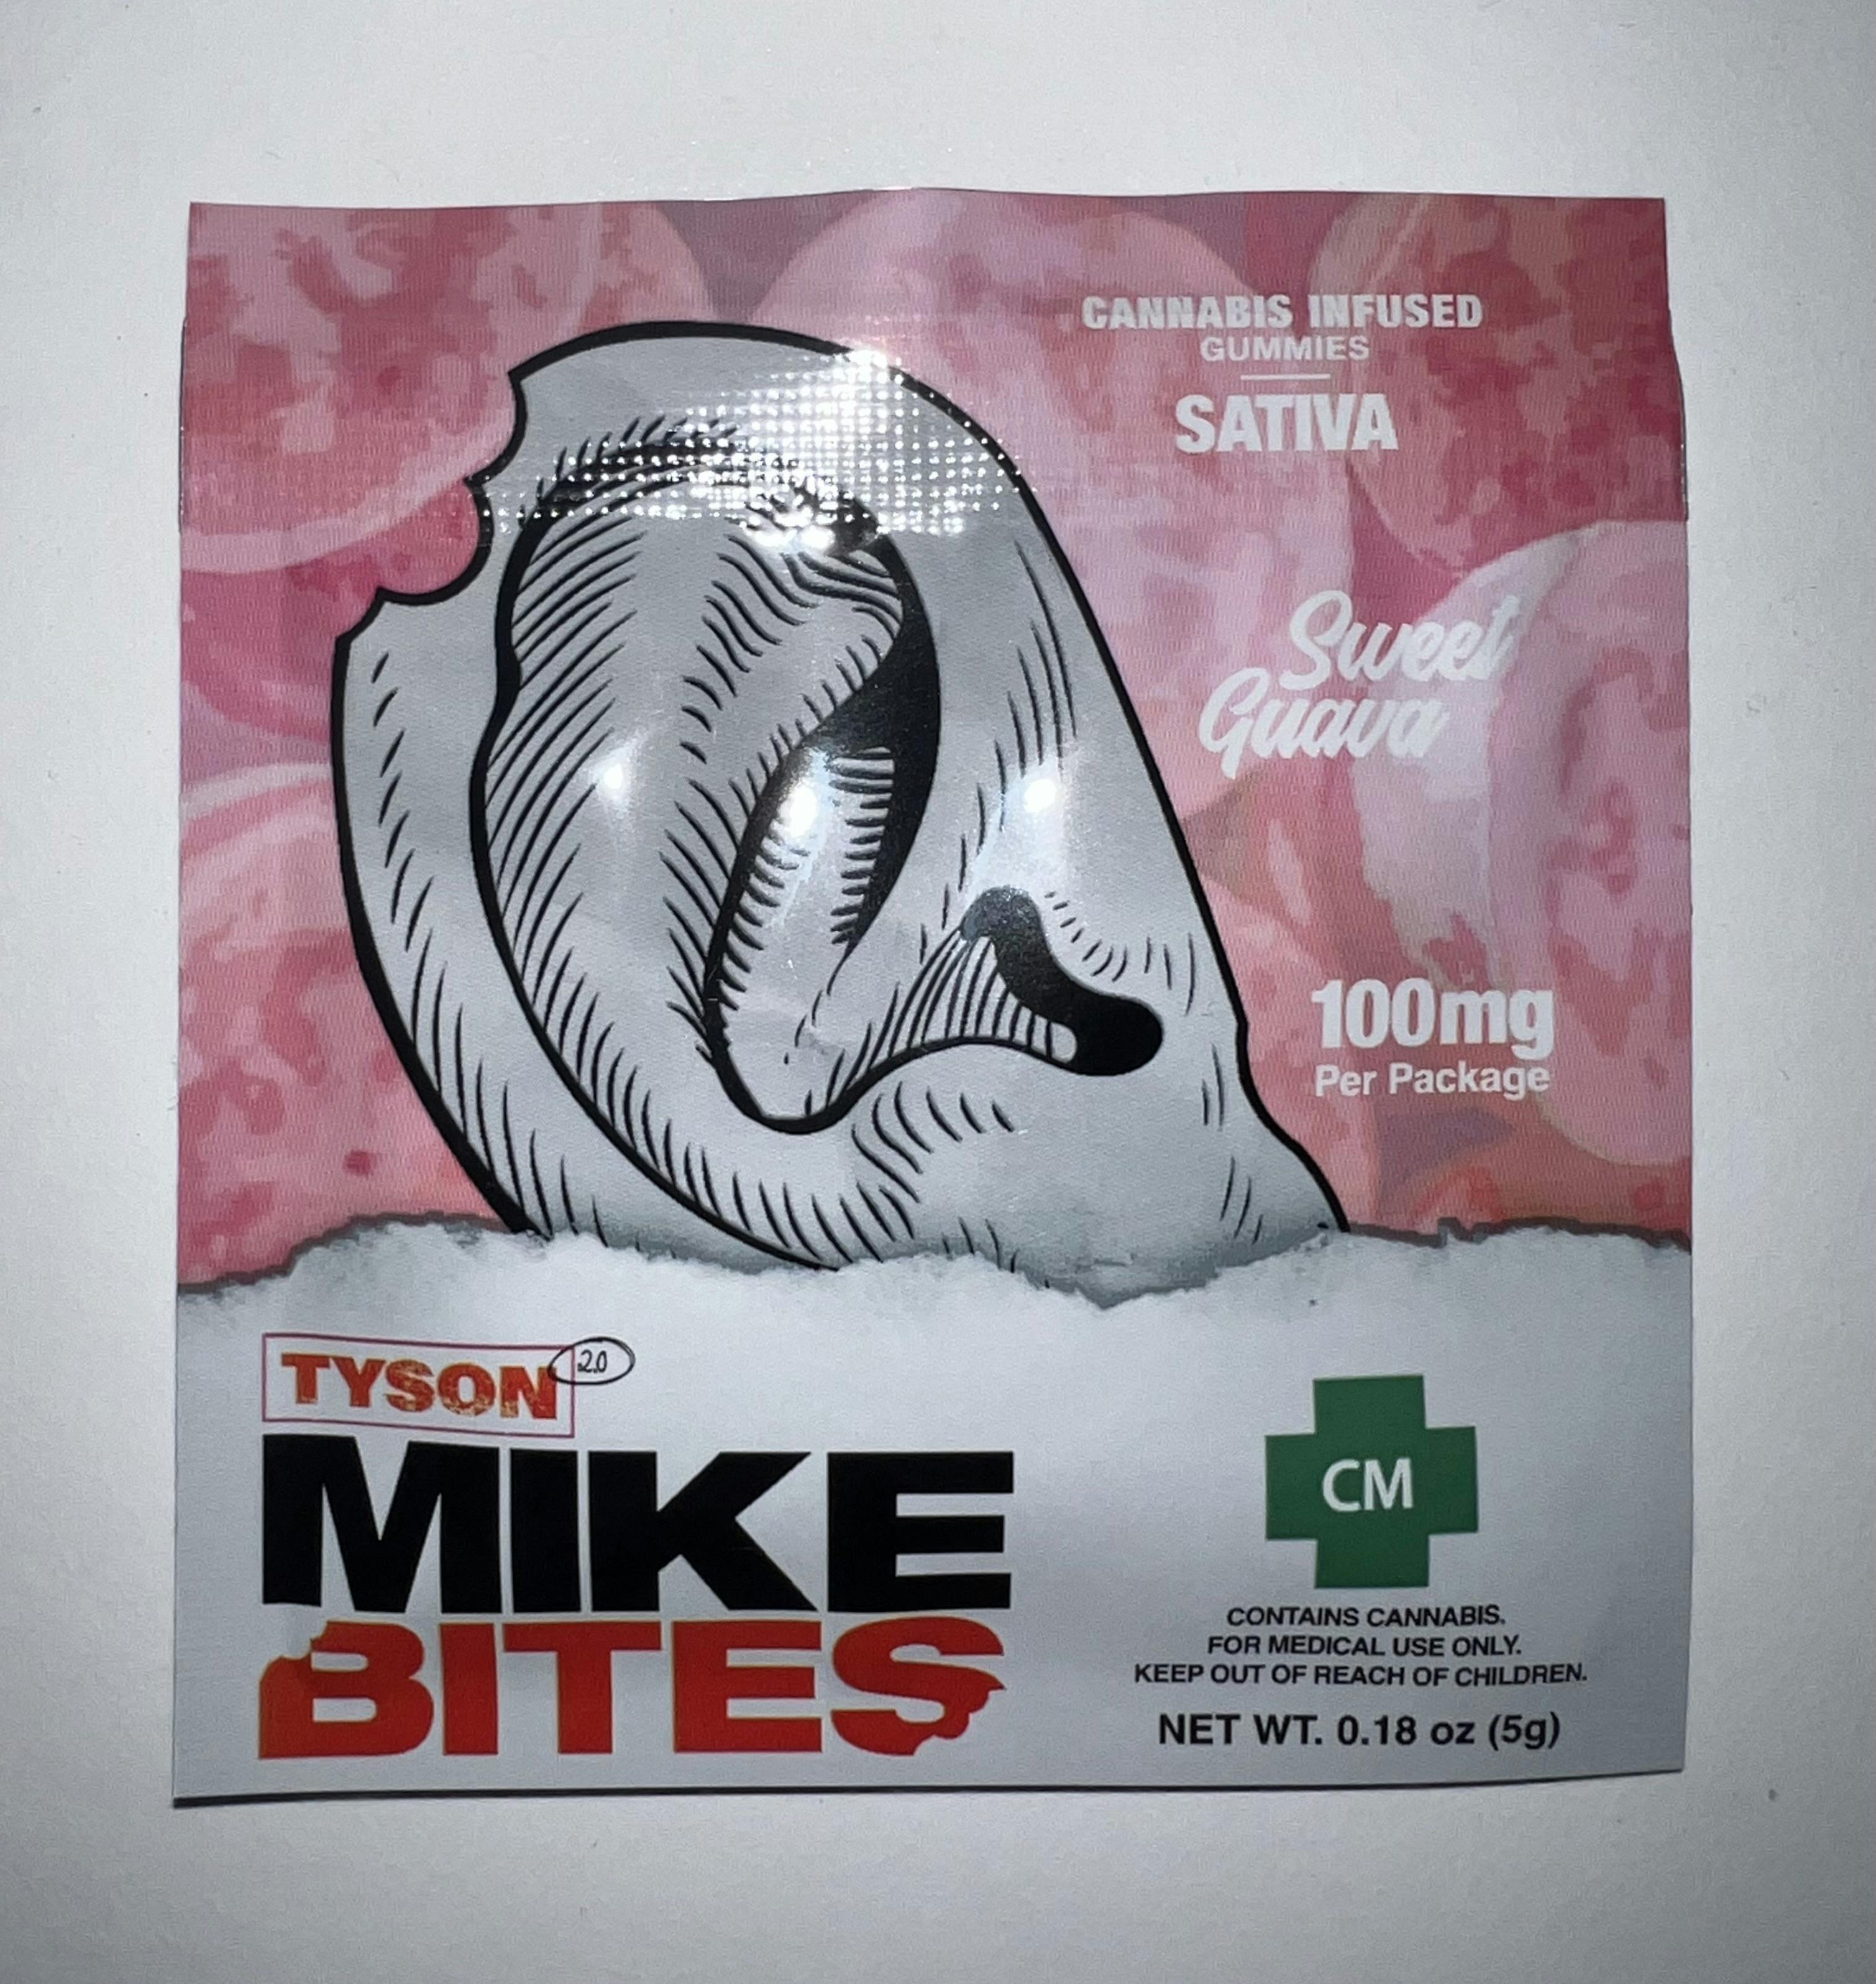 CANNABIS INFUSED
GUMMIES
SATIVA
Sweet
Guava
100mg
Per Package
TYSON 2.0
MIKE
BITES
CM
CONTAINS CANNABIS.
FOR MEDICAL USE ONLY.
KEEP OUT OF REACH OF CHILDREN.
NET WT. 0.18 oz (5g)